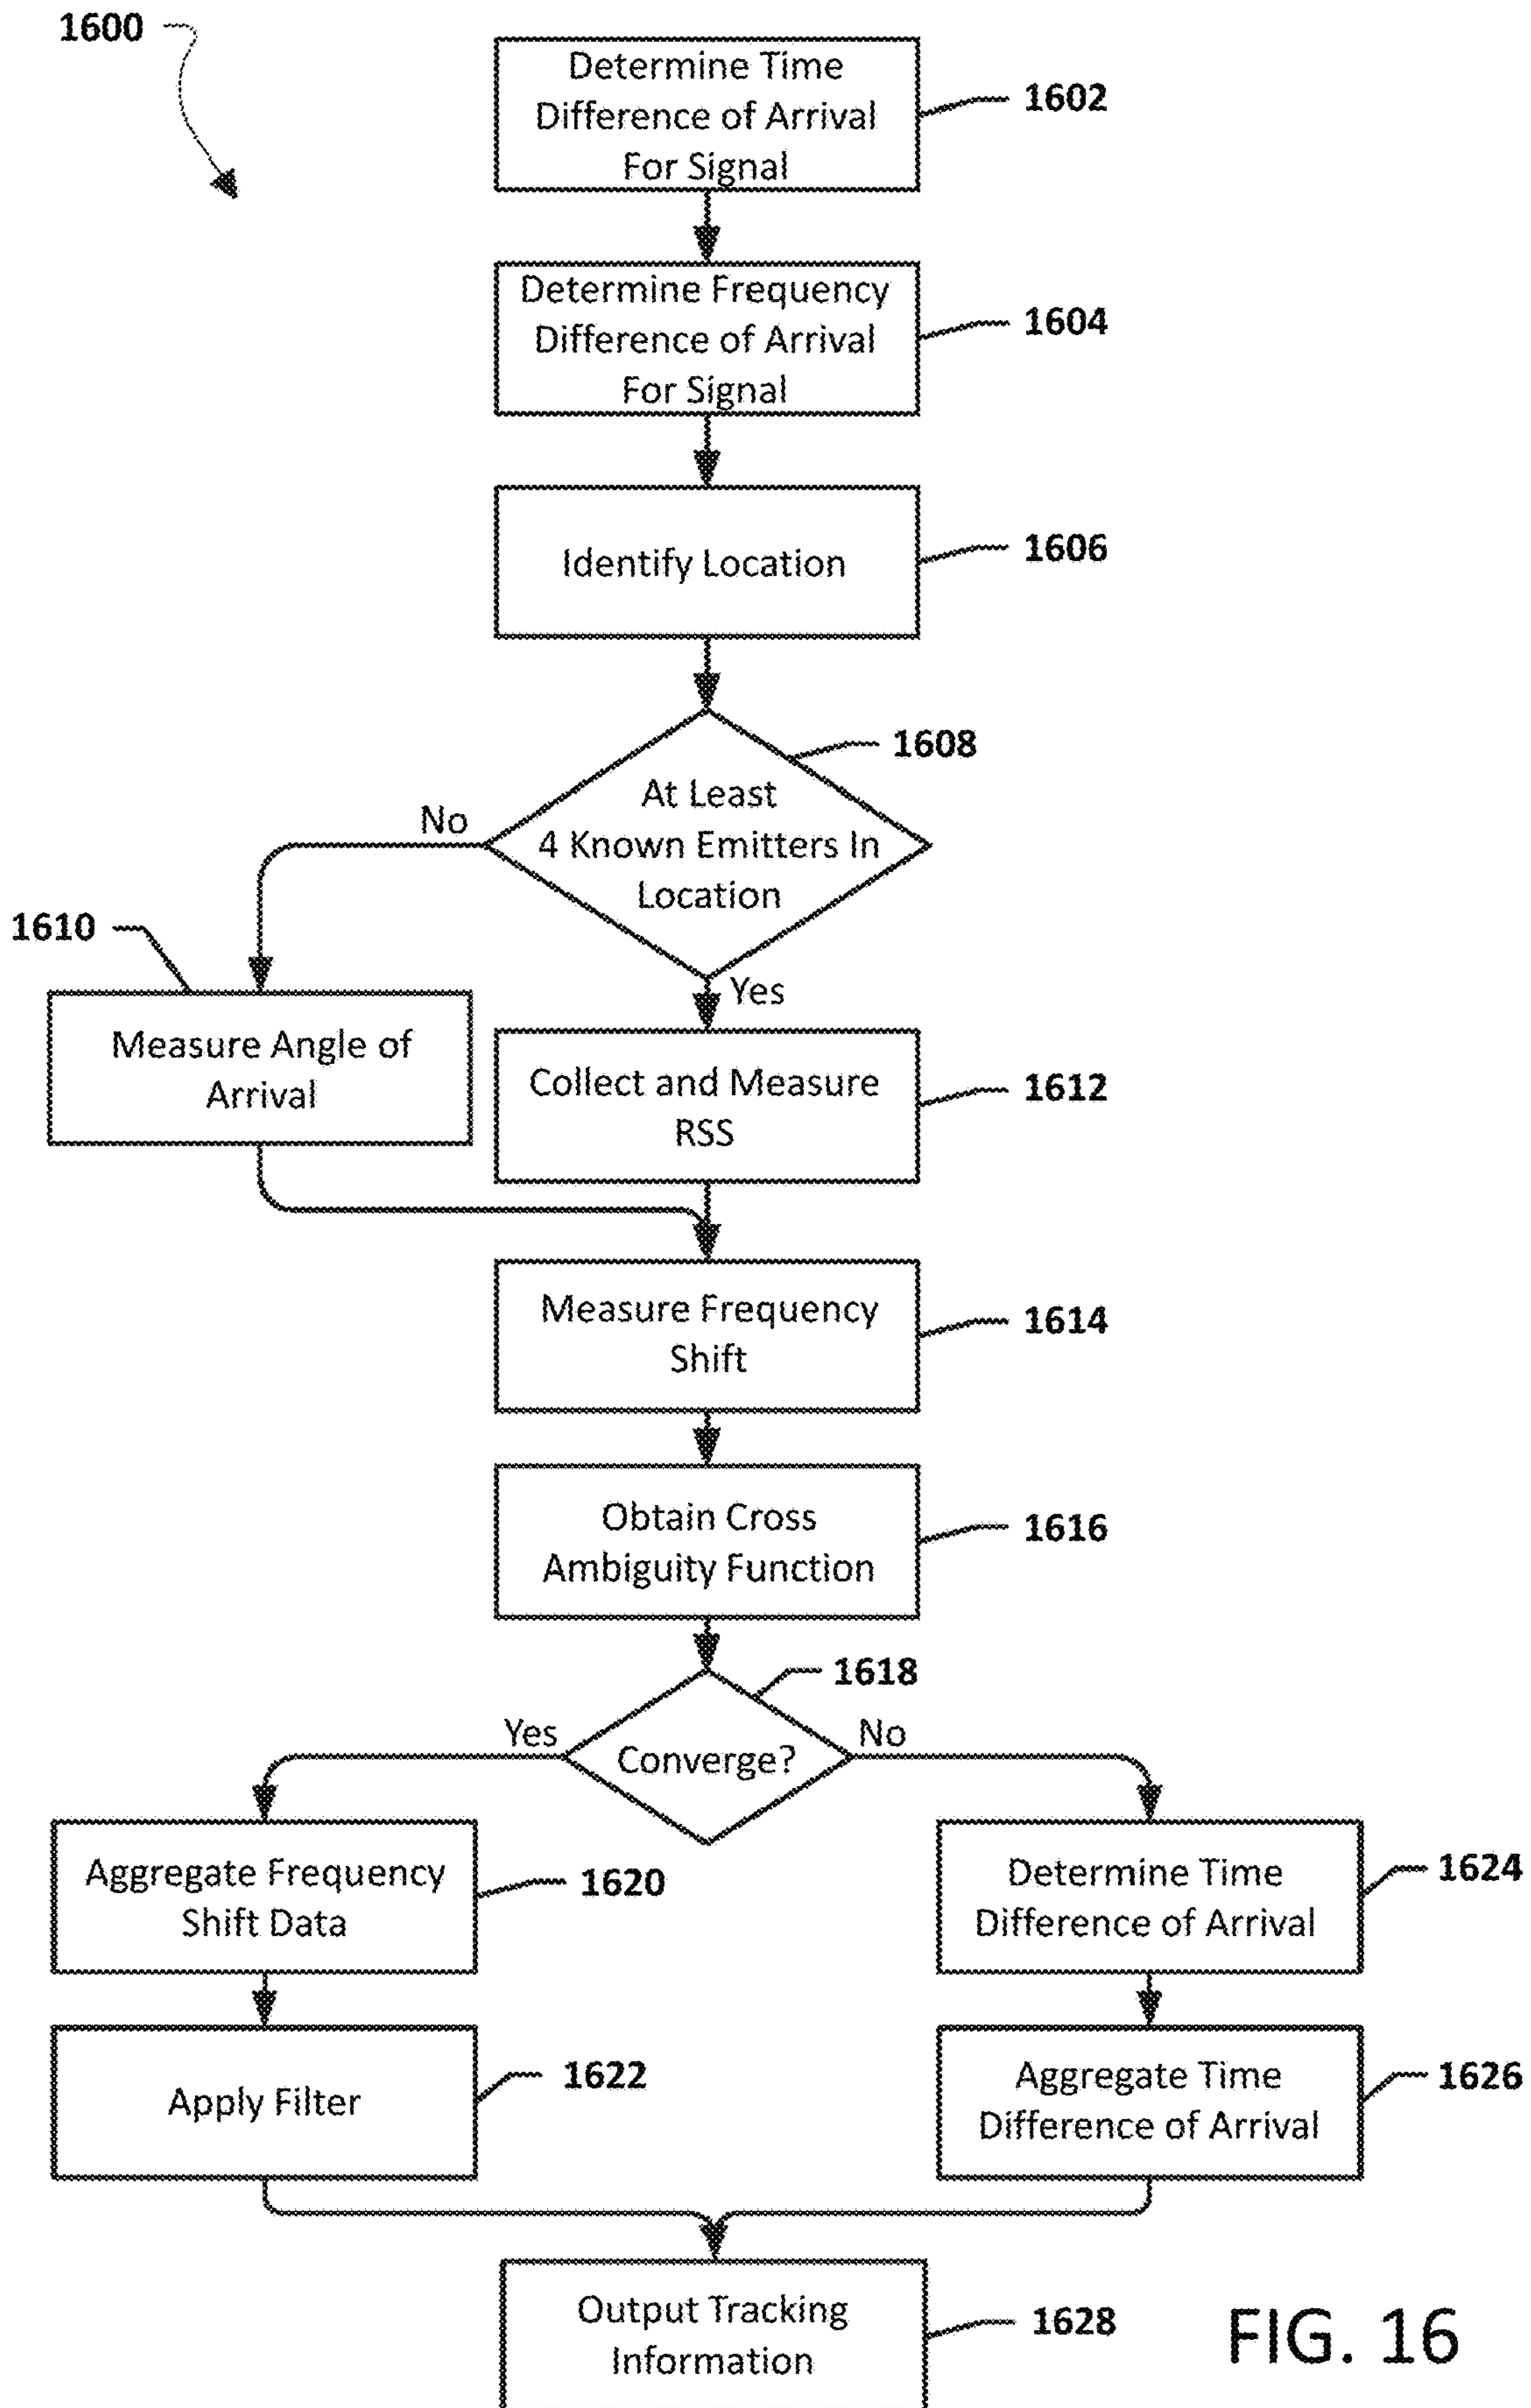 1600
Determine Time
Difference of Arrival
For Signal
1602
Determine Frequency
Difference of Arrival
For Signal
1604
Identify Location
1606
1608
At Least
4 Known Emitters In
Location
No
Yes
1610
Measure Angle of
Arrival
Collect and Measure
RSS
1612
Measure Frequency
Shift
1614
Obtain Cross
Ambiguity Function
1616
1618
Converge?
Yes
No
Aggregate Frequency
Shift Data
1620
Determine Time
Difference of Arrival
1624
Apply Filter
1622
Aggregate Time
Difference of Arrival
1626
Output Tracking
Information
1628
FIG. 16